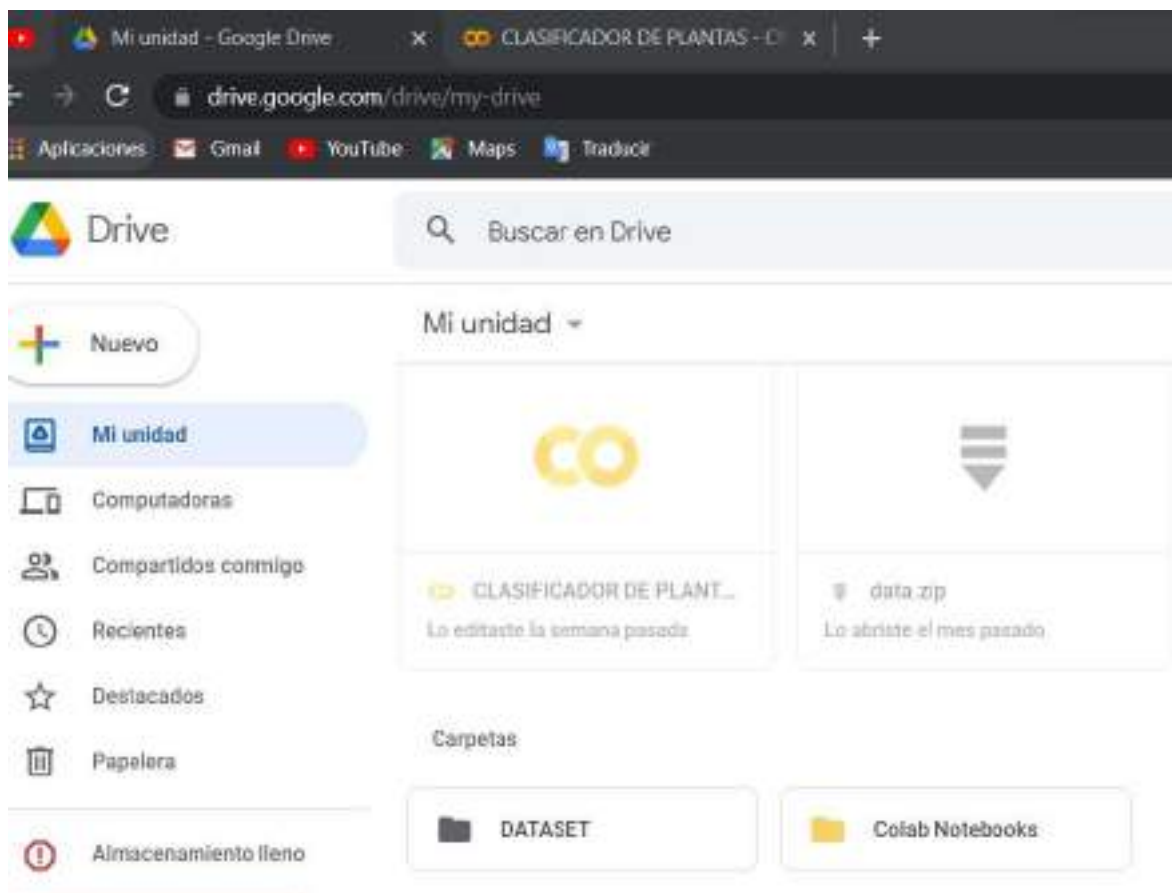 Mi unidad - Google Drive
CLASIFICADOR DE PLANTAS - C
drive.google.com/drive/my-drive
Aplicaciones Gmail YouTube Maps Traducir
Drive
Buscar en Drive
Nuevo
Mi unidad
Mi unidad
Computadoras
Compartidos conmigo
Recientes
Destacados
Papelera
Almacenamiento lleno
CO
CLASIFICADOR DE PLANT...
Lo editaste la semana pasada
data.zip
Lo abriste el mes pasado
Carpetas
DATASET
Colab Notebooks